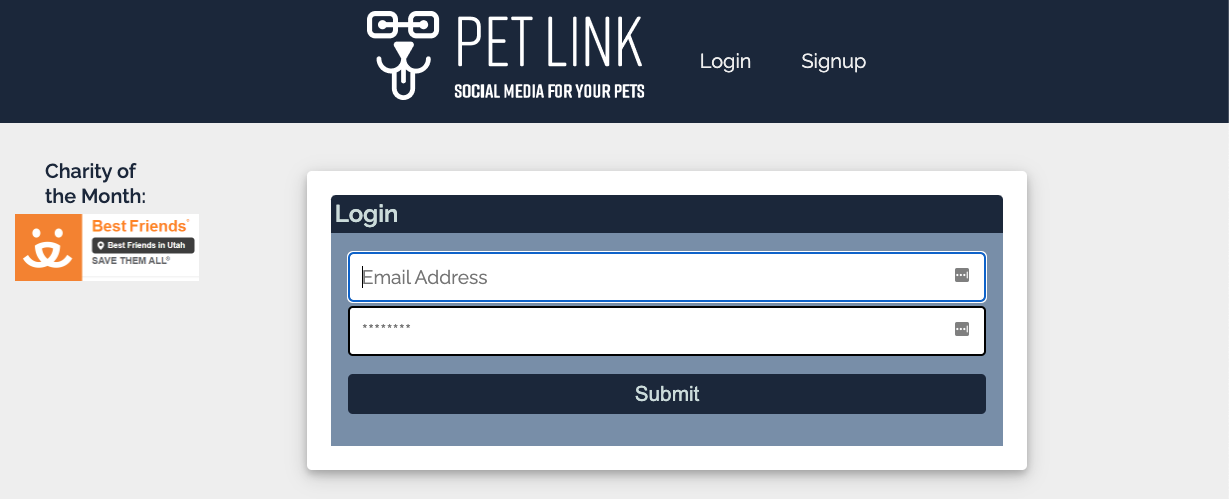 PET LINK
SOCIAL MEDIA FOR YOUR PETS
Login
Signup
Charity of
the Month:
Best Friends®
Best Friends in Utah
SAVE THEM ALL®
Login
Email Address
********
Submit